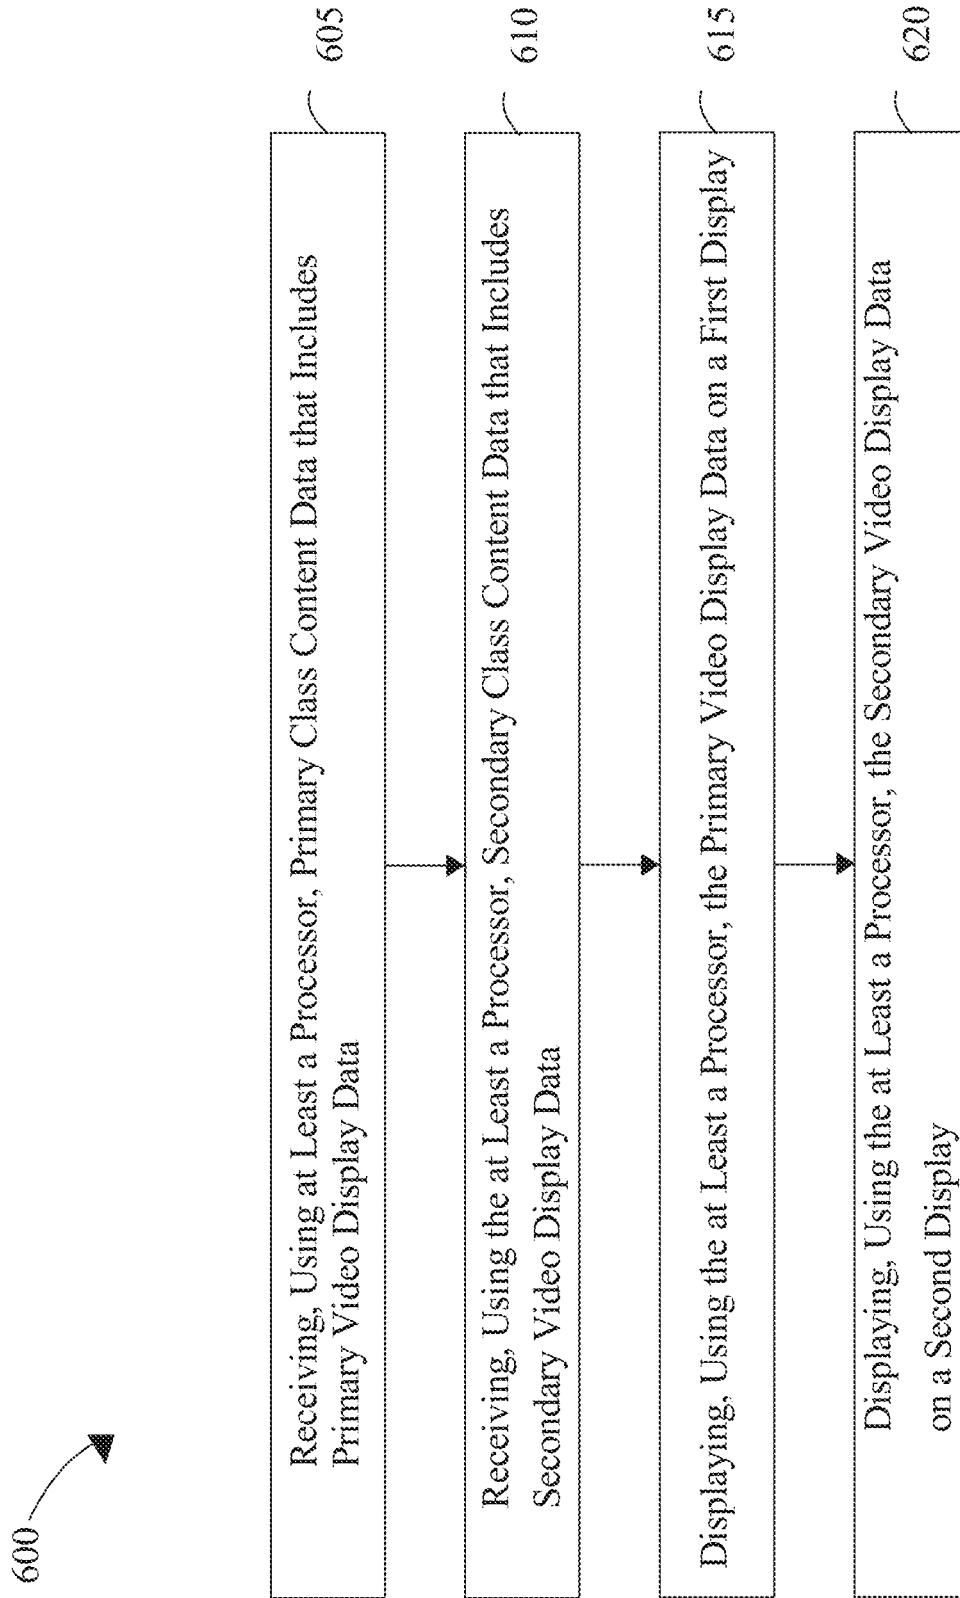 600
Receiving, Using at Least a Processor, Primary Class Content Data that Includes
Primary Video Display Data
605
Receiving, Using the at Least a Processor, Secondary Class Content Data that Includes
Secondary Video Display Data
610
Displaying, Using the at Least a Processor, the Primary Video Display Data on a First Display
615
Displaying, Using the at Least a Processor, the Secondary Video Display Data
on a Second Display
620